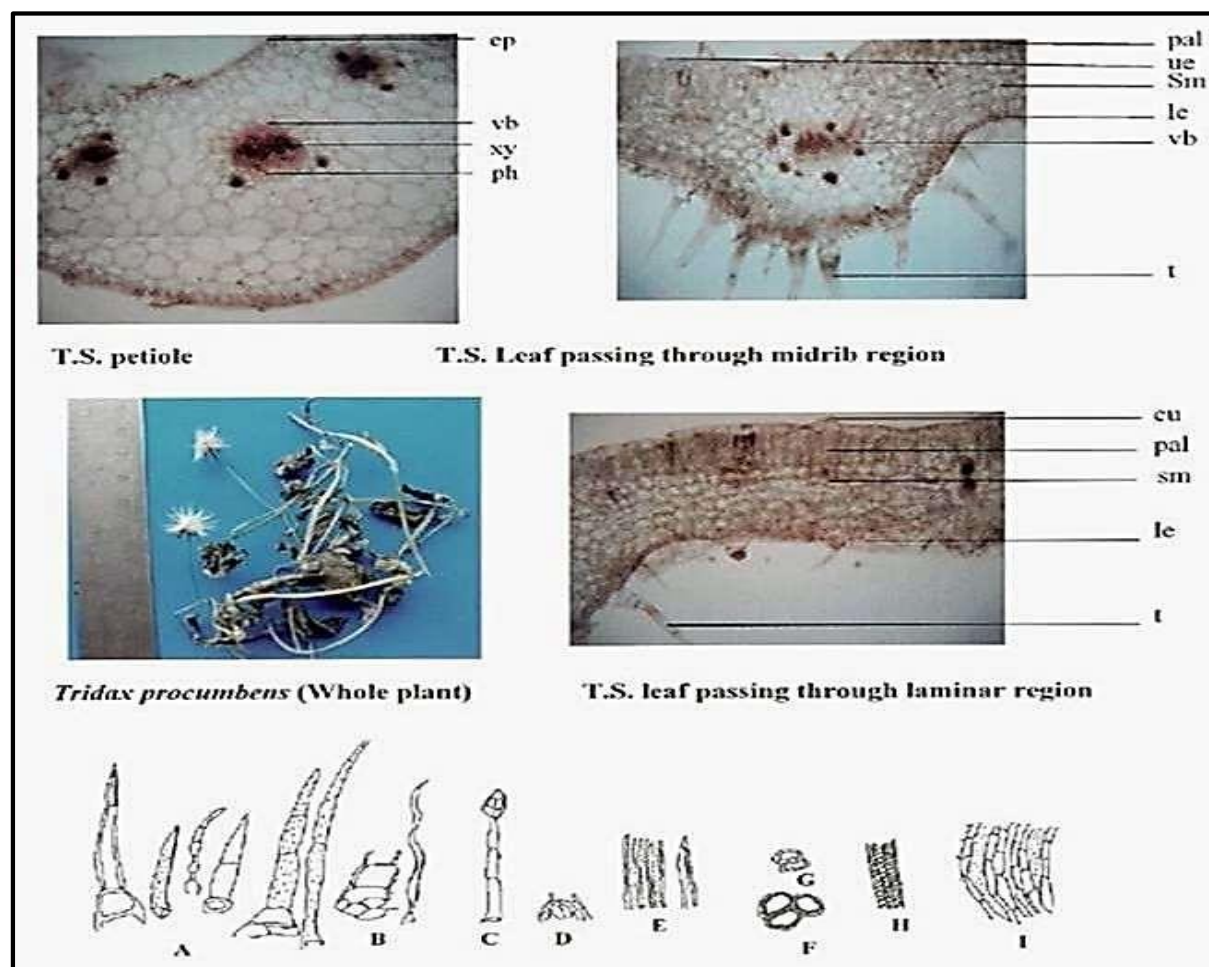 ep
vb
xy
ph
pal
ue
Sm
le
vb
t
T.S. petiole
T.S. Leaf passing through midrib region
cu
pal
sm
le
t
Tridax procumbens (Whole plant)
T.S. leaf passing through laminar region
A B C D E F G H I